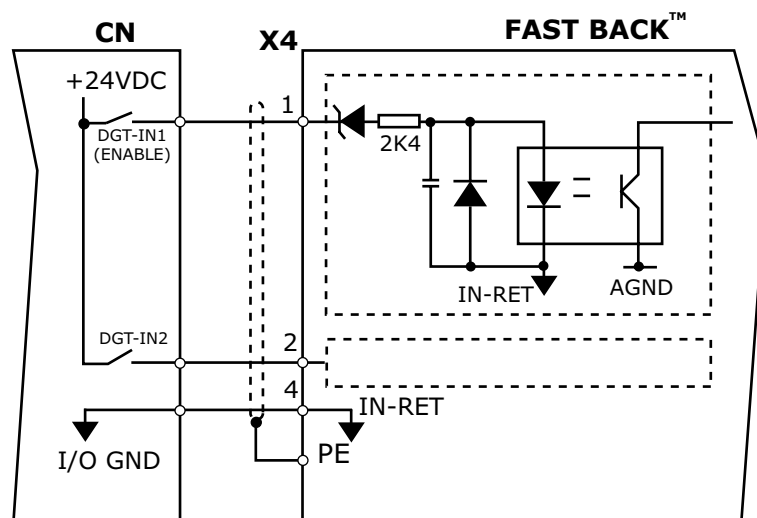 CN
X4
FAST BACK™
+24VDC
1
DGT-IN1
(ENABLE)
2K4
IN-RET
AGND
DGT-IN2
2
4
IN-RET
I/O GND
PE